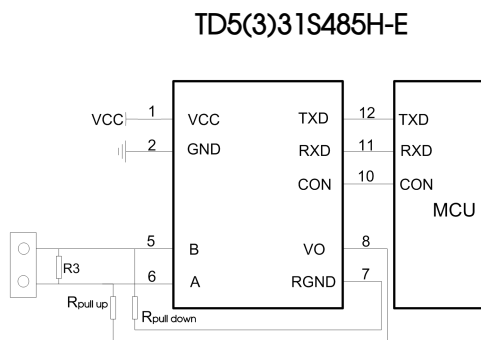 TD5(3)31S485H-E
VCC 1 VCC TXD 12 TXD
2 GND RXD 11 RXD
CON 10 CON
MCU
5 B VO 8
R3
6 A RGND 7
Rpull up Rpull down